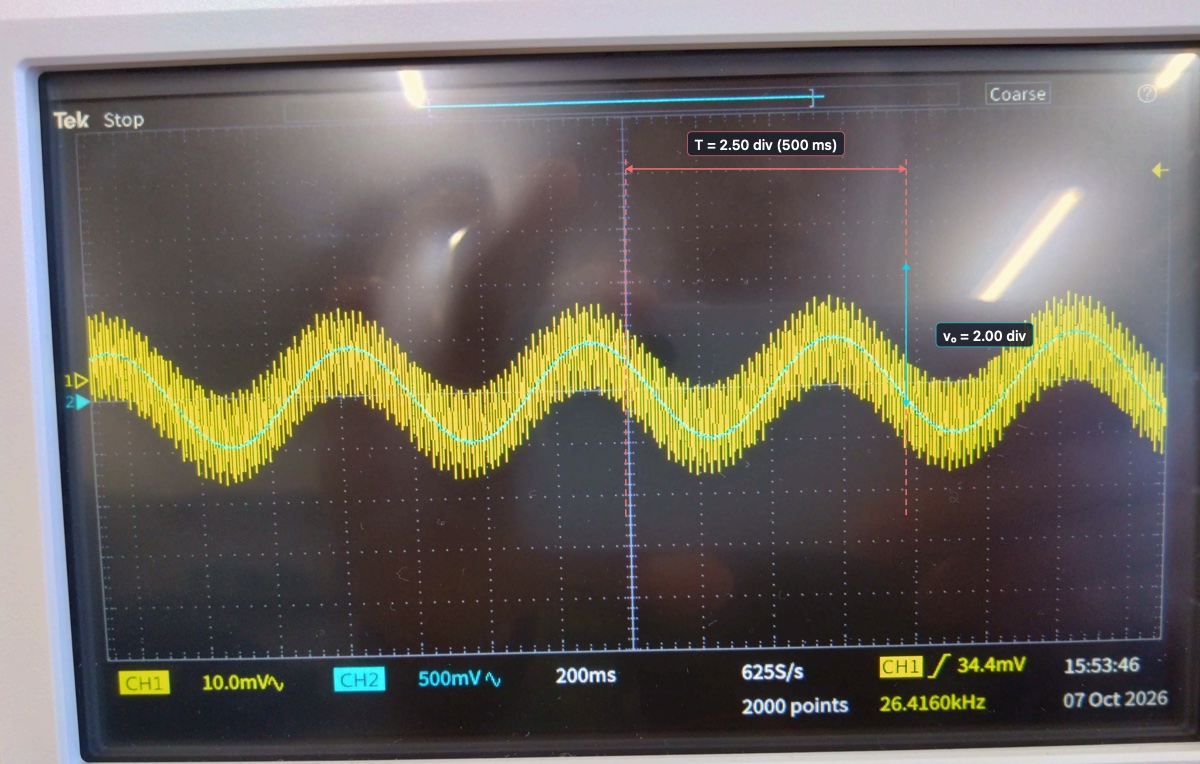 Tek Stop
Coarse
?
T = 2.50 div (500 ms)
vₒ = 2.00 div
1
2
CH1 10.0mV∿ CH2 500mV∿ 200ms 625S/s CH1 34.4mV 15:53:46
2000 points 26.4160kHz 07 Oct 2026